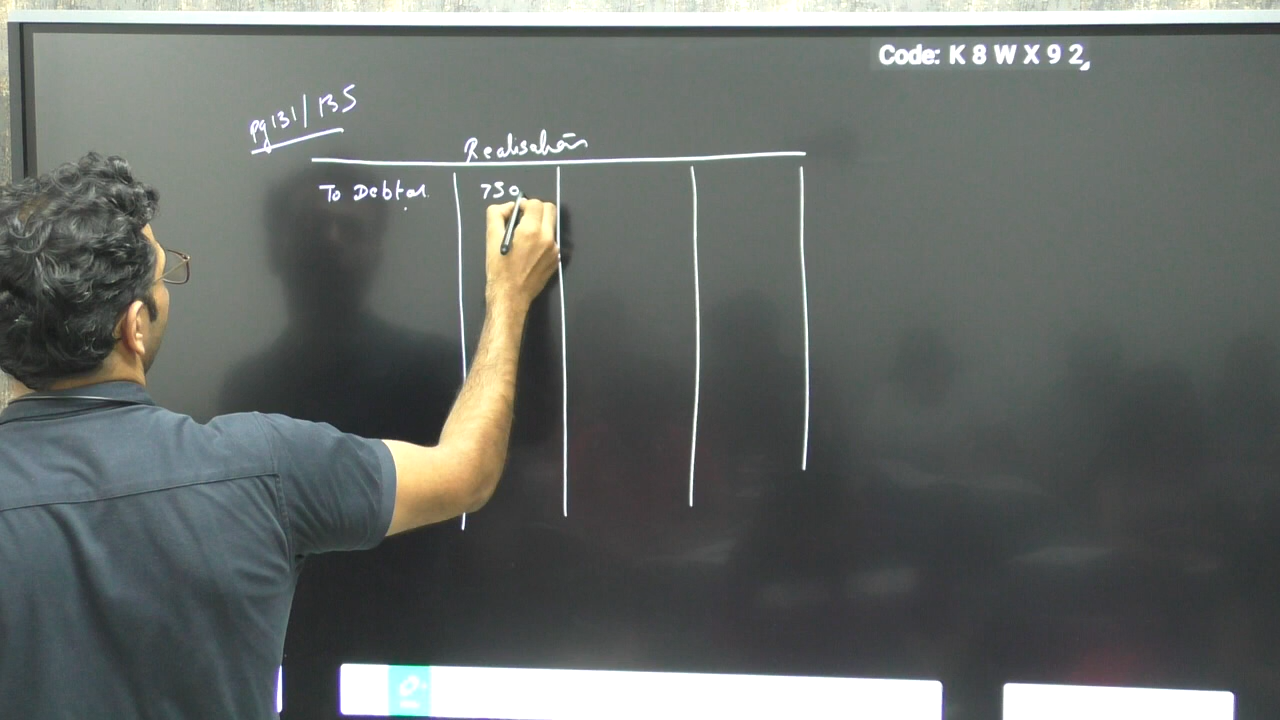 Code: K 8 W X 9 2
Pg 131/135
Realisation
To Debtor 750